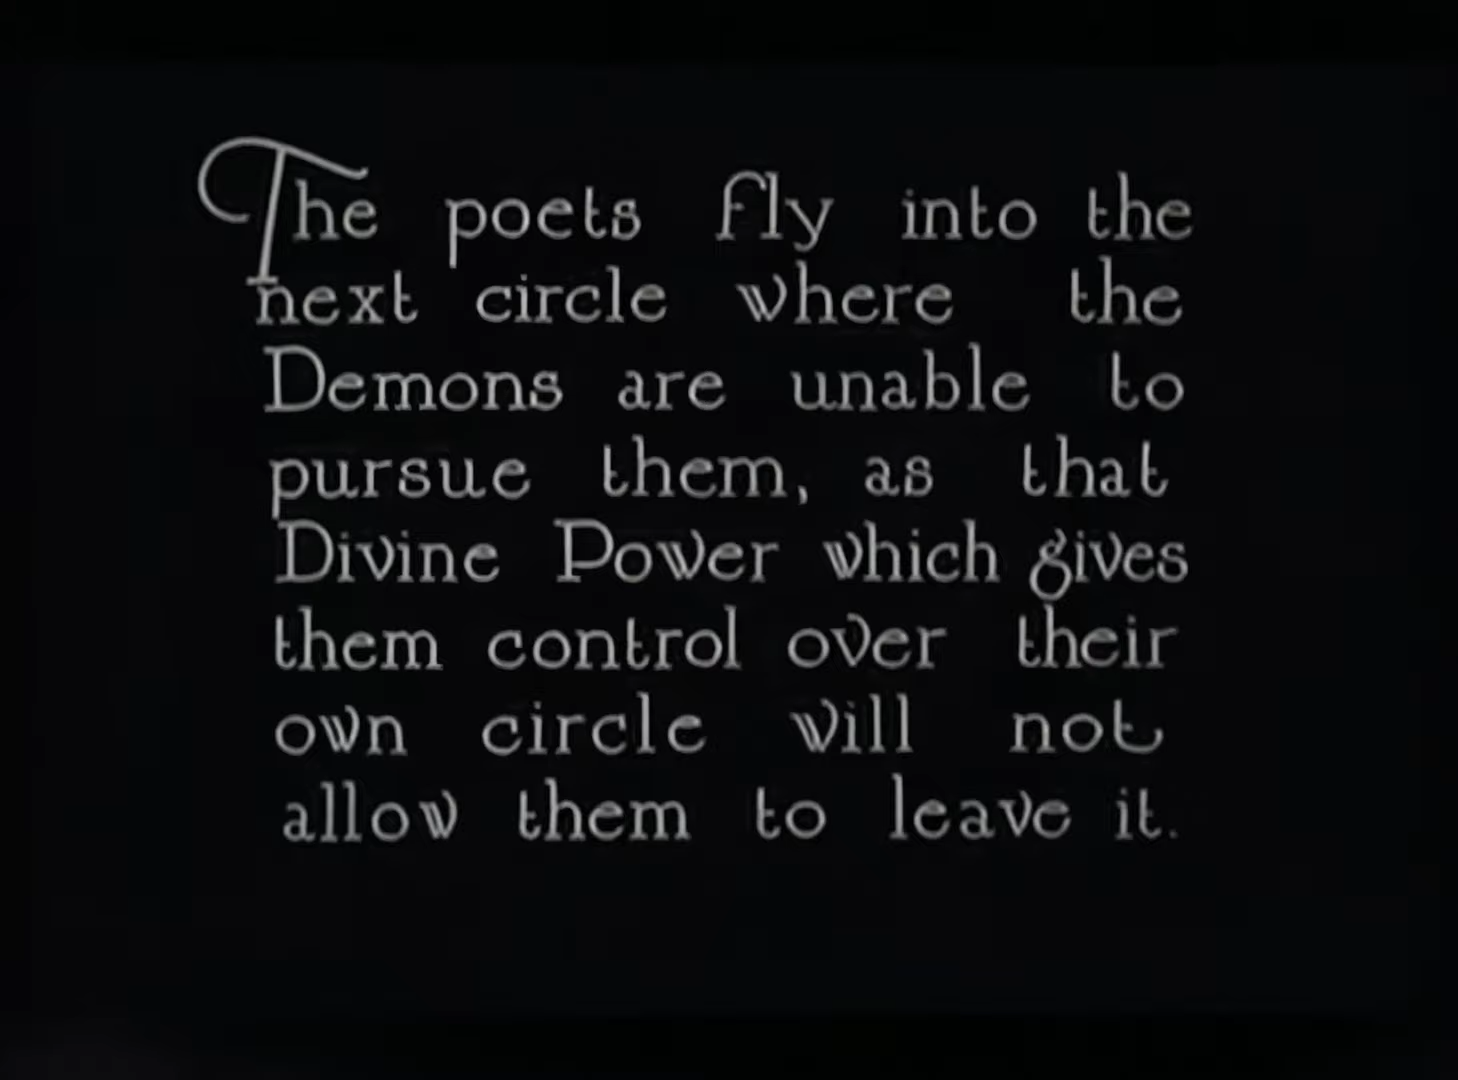 The poets fly into the
next circle where the
Demons are unable to
pursue them, as that
Divine Power which gives
them control over their
own circle will not
allow them to leave it.